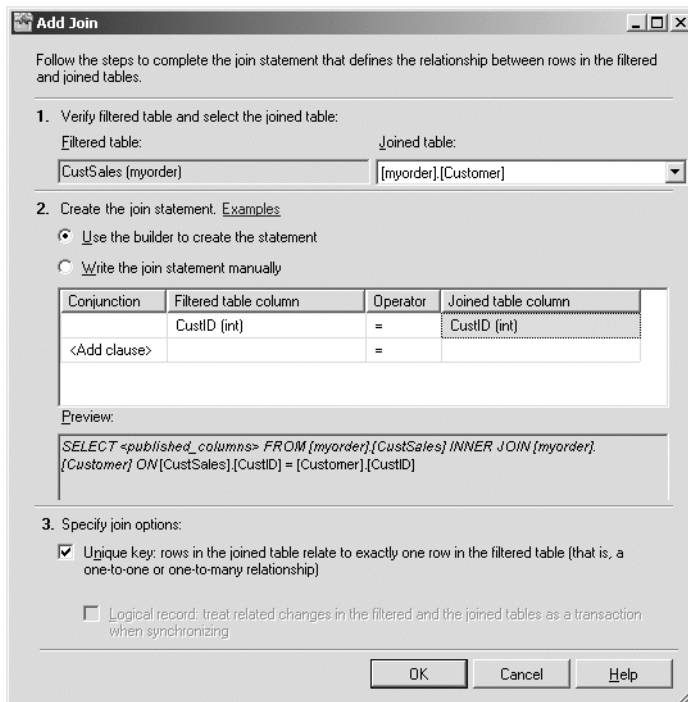 Add Join
Follow the steps to complete the join statement that defines the relationship between rows in the filtered
and joined tables.
1. Verify filtered table and select the joined table:
Filtered table:
Joined table:
CustSales (myorder)
[myorder].[Customer]
2. Create the join statement. Examples
Use the builder to create the statement
Write the join statement manually
Conjunction Filtered table column Operator Joined table column
CustID (int) = CustID (int)
<Add clause> =
Preview:
SELECT <published_columns> FROM [myorder].[CustSales] INNER JOIN [myorder].
[Customer] ON [CustSales].[CustID] = [Customer].[CustID]
3. Specify join options:
Unique key: rows in the joined table relate to exactly one row in the filtered table (that is, a
one-to-one or one-to-many relationship)
Logical record: treat related changes in the filtered and the joined tables as a transaction
when synchronizing
OK Cancel Help